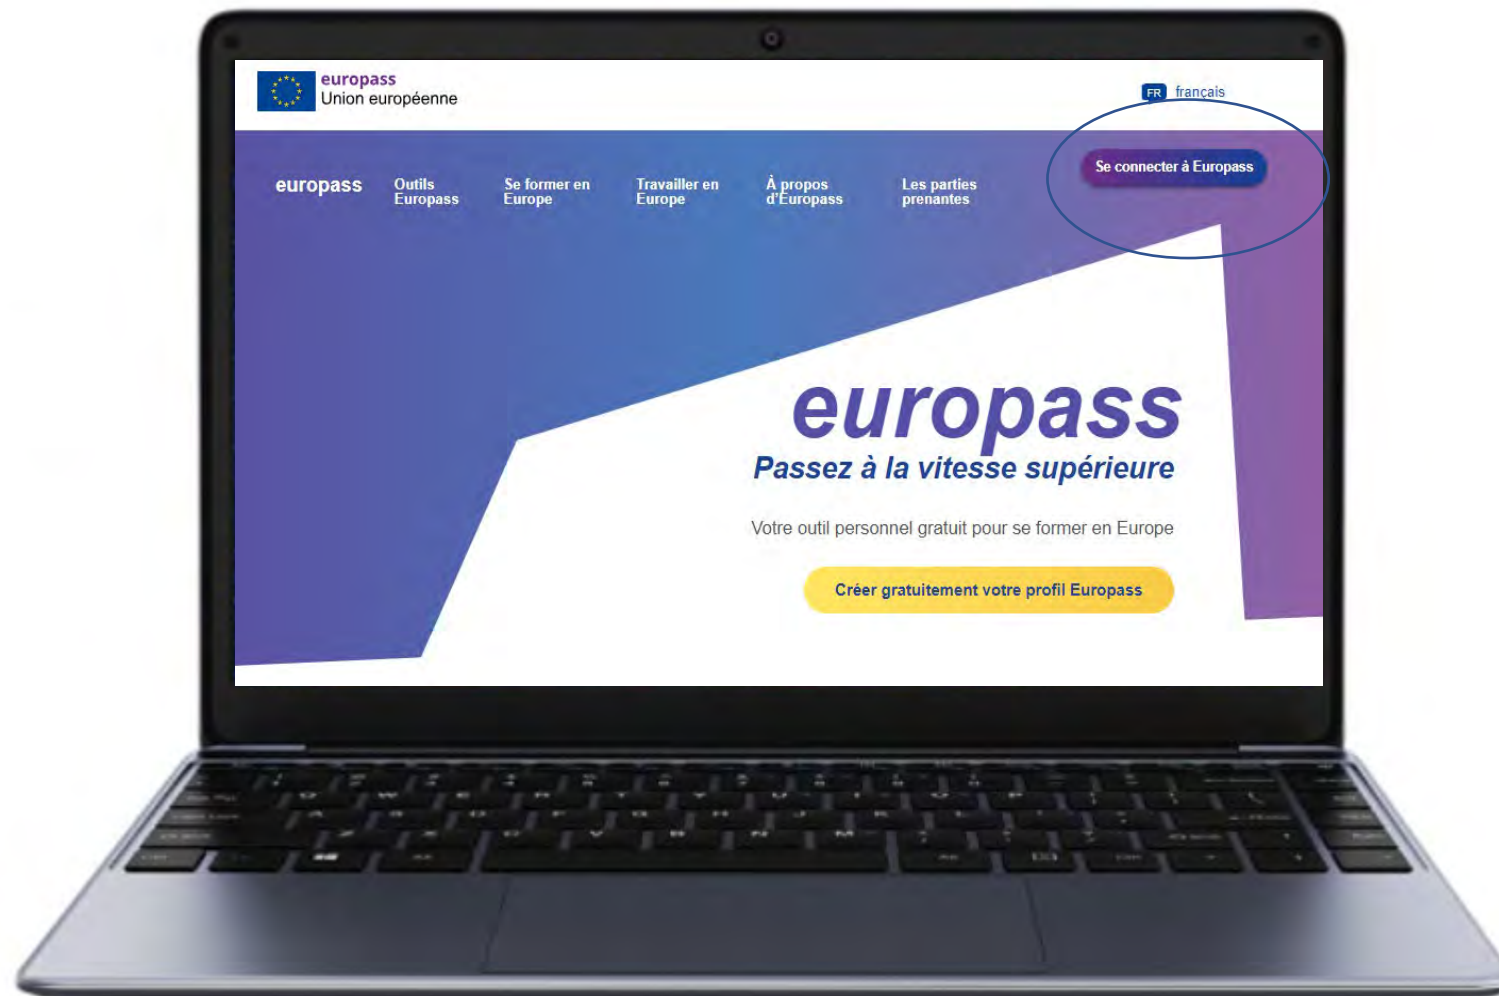 europass
Union européenne
FR français
Se connecter à Europass
europass
Outils
Europass
Se former en
Europe
Travailler en
Europe
À propos
d'Europass
Les parties
prenantes
europass
Passez à la vitesse supérieure
Votre outil personnel gratuit pour se former en Europe
Créer gratuitement votre profil Europass